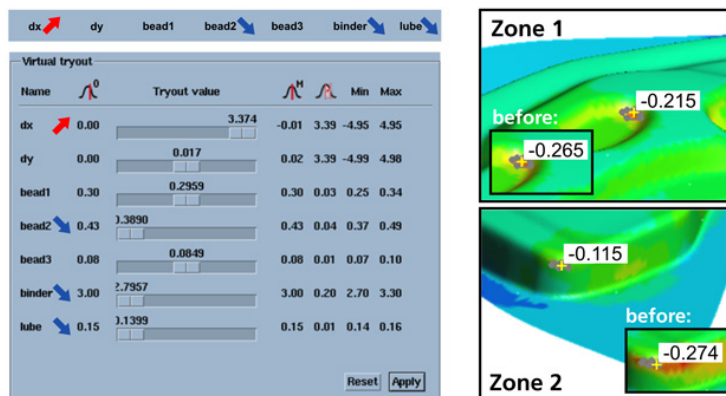 dx dy bead1 bead2 bead3 binder lube
Virtual tryout
Name 0 Tryout value H Min Max
dx 0.00 3.374 -0.01 3.39 -4.95 4.95
dy 0.00 0.017 0.02 3.39 -4.99 4.98
bead1 0.30 0.2959 0.30 0.03 0.25 0.34
bead2 0.43 0.3890 0.43 0.04 0.37 0.49
bead3 0.08 0.0849 0.08 0.01 0.07 0.10
binder 3.00 2.7957 3.00 0.20 2.70 3.30
lube 0.15 0.1399 0.15 0.01 0.14 0.16
Reset Apply
Zone 1
-0.215
before:
-0.265
-0.115
before:
-0.274
Zone 2